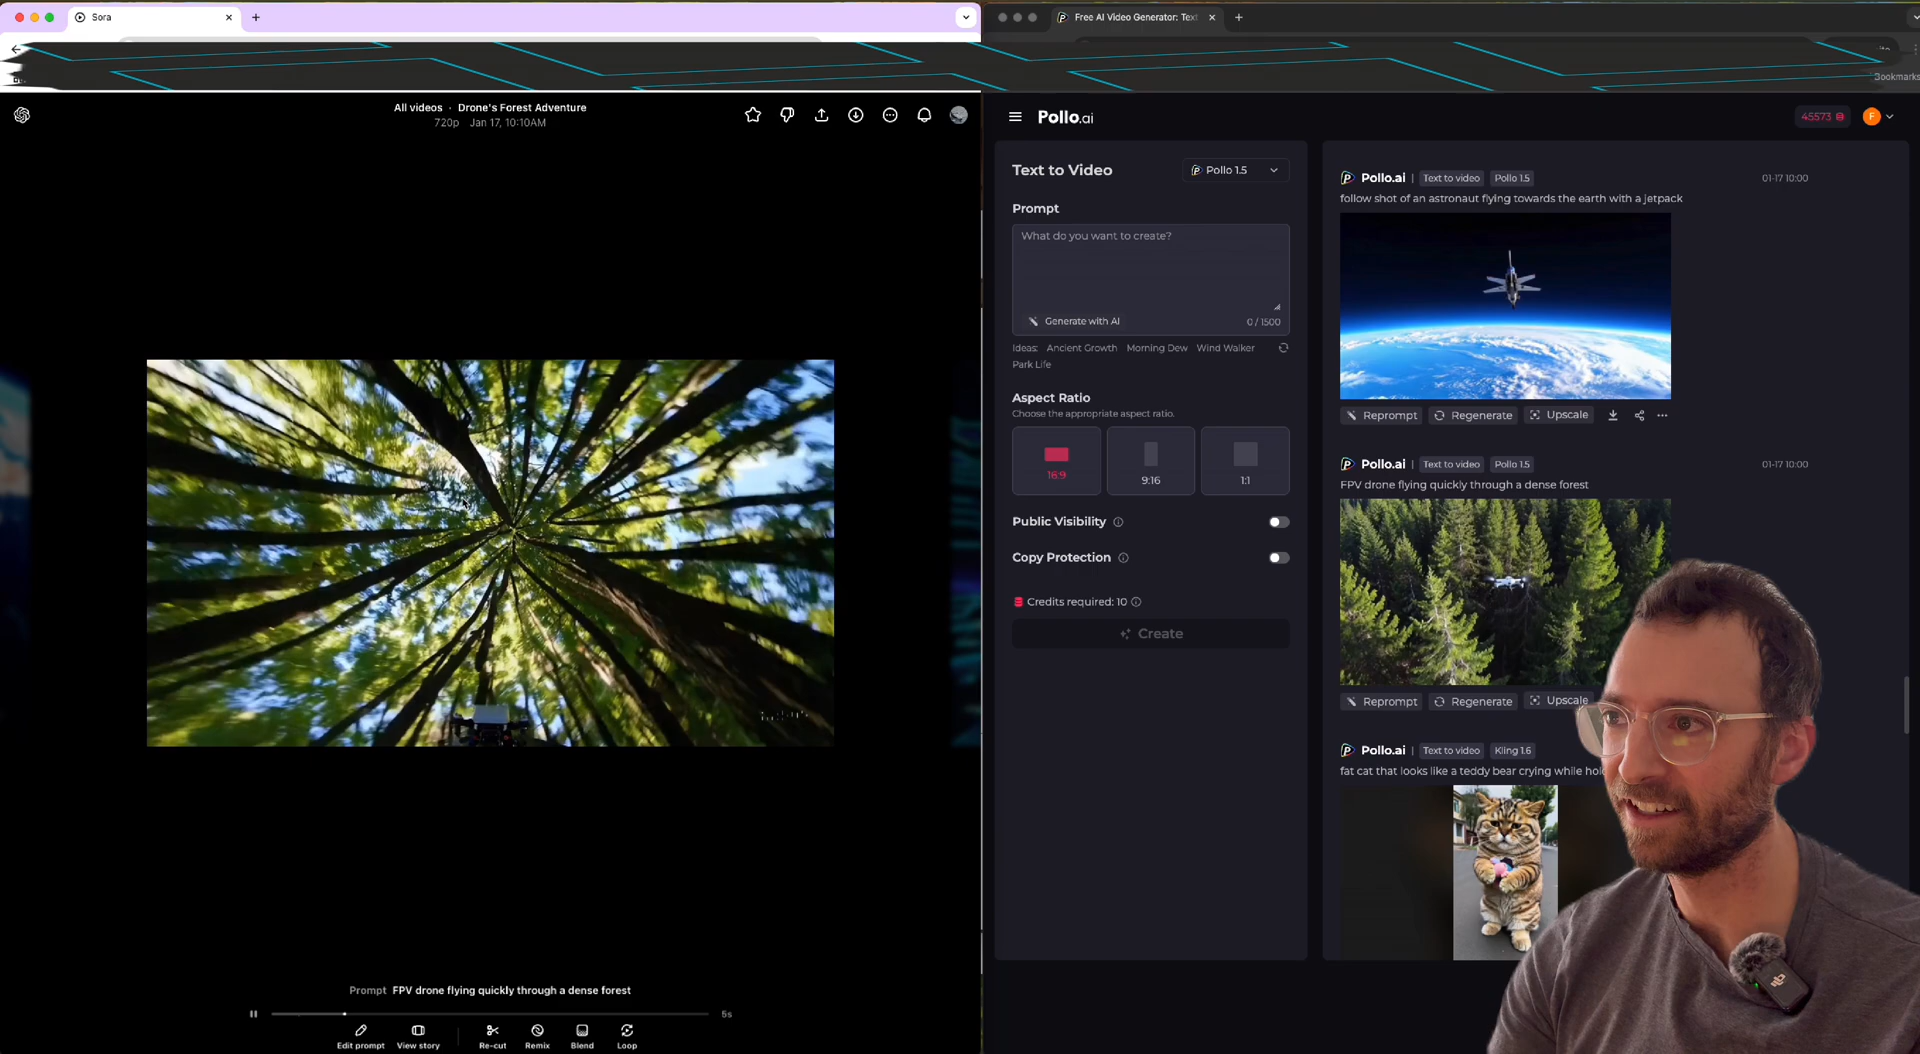 Sora
Free AI Video Generator: Text
Bookmarks
All videos · Drone's Forest Adventure
720p Jan 17, 10:10AM
Prompt FPV drone flying quickly through a dense forest
5s
Edit prompt View story Re-cut Remix Blend Loop
Pollo.ai
45573
F
Text to Video
Pollo 1.5
Prompt
What do you want to create?
Generate with AI
0 / 1500
Ideas: Ancient Growth Morning Dew Wind Walker
Park Life
Aspect Ratio
Choose the appropriate aspect ratio.
16:9 9:16 1:1
Public Visibility
Copy Protection
Credits required: 10
Create
Pollo.ai | Text to video Pollo 1.5 01-17 10:00
follow shot of an astronaut flying towards the earth with a jetpack
Reprompt Regenerate Upscale
Pollo.ai | Text to video Pollo 1.5 01-17 10:00
FPV drone flying quickly through a dense forest
Reprompt Regenerate Upscale
Pollo.ai | Text to video Kling 1.6
fat cat that looks like a teddy bear crying while